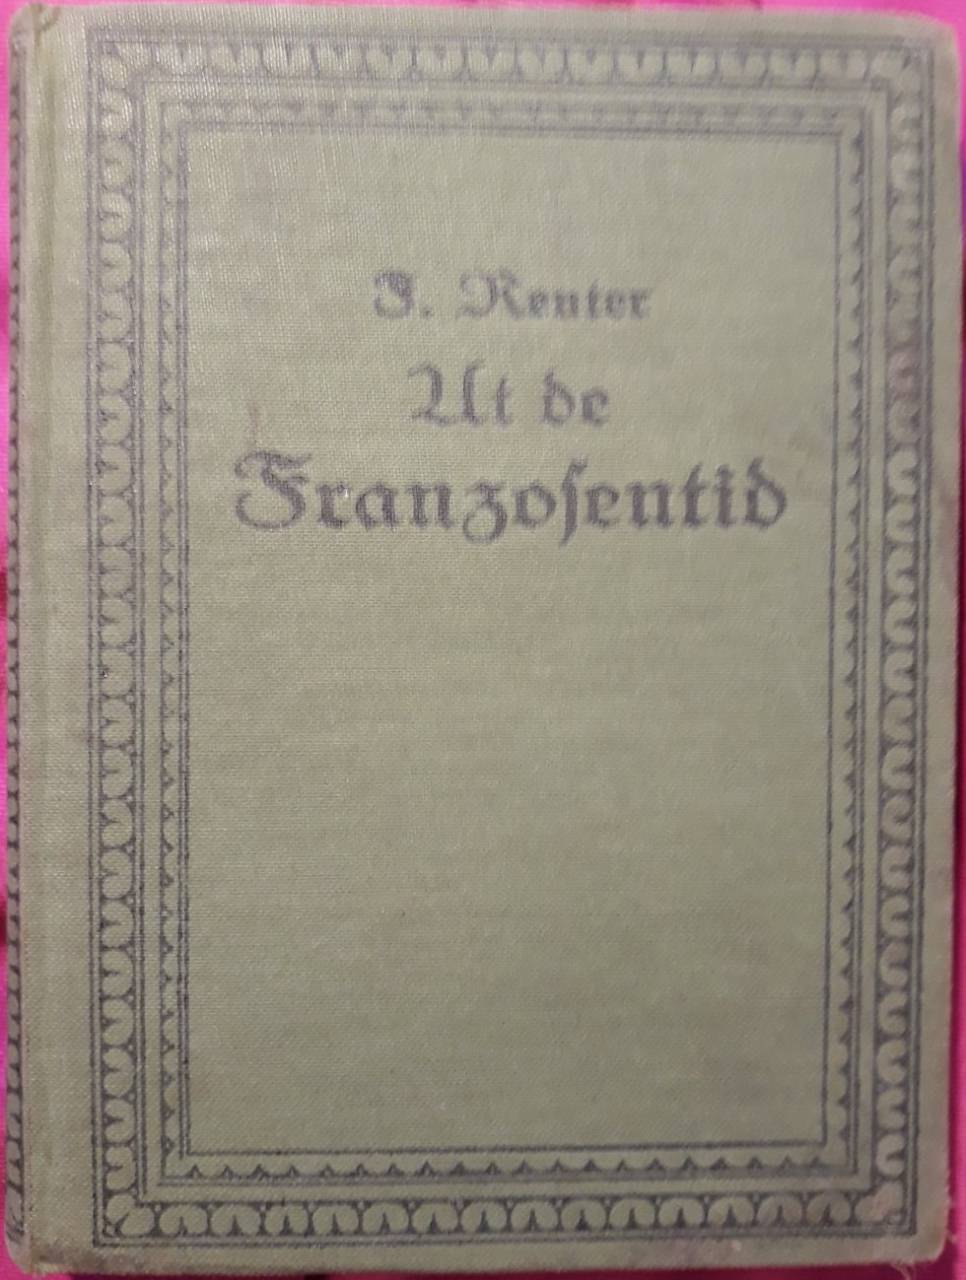 F. Reuter
Ut de
Franzoſentid